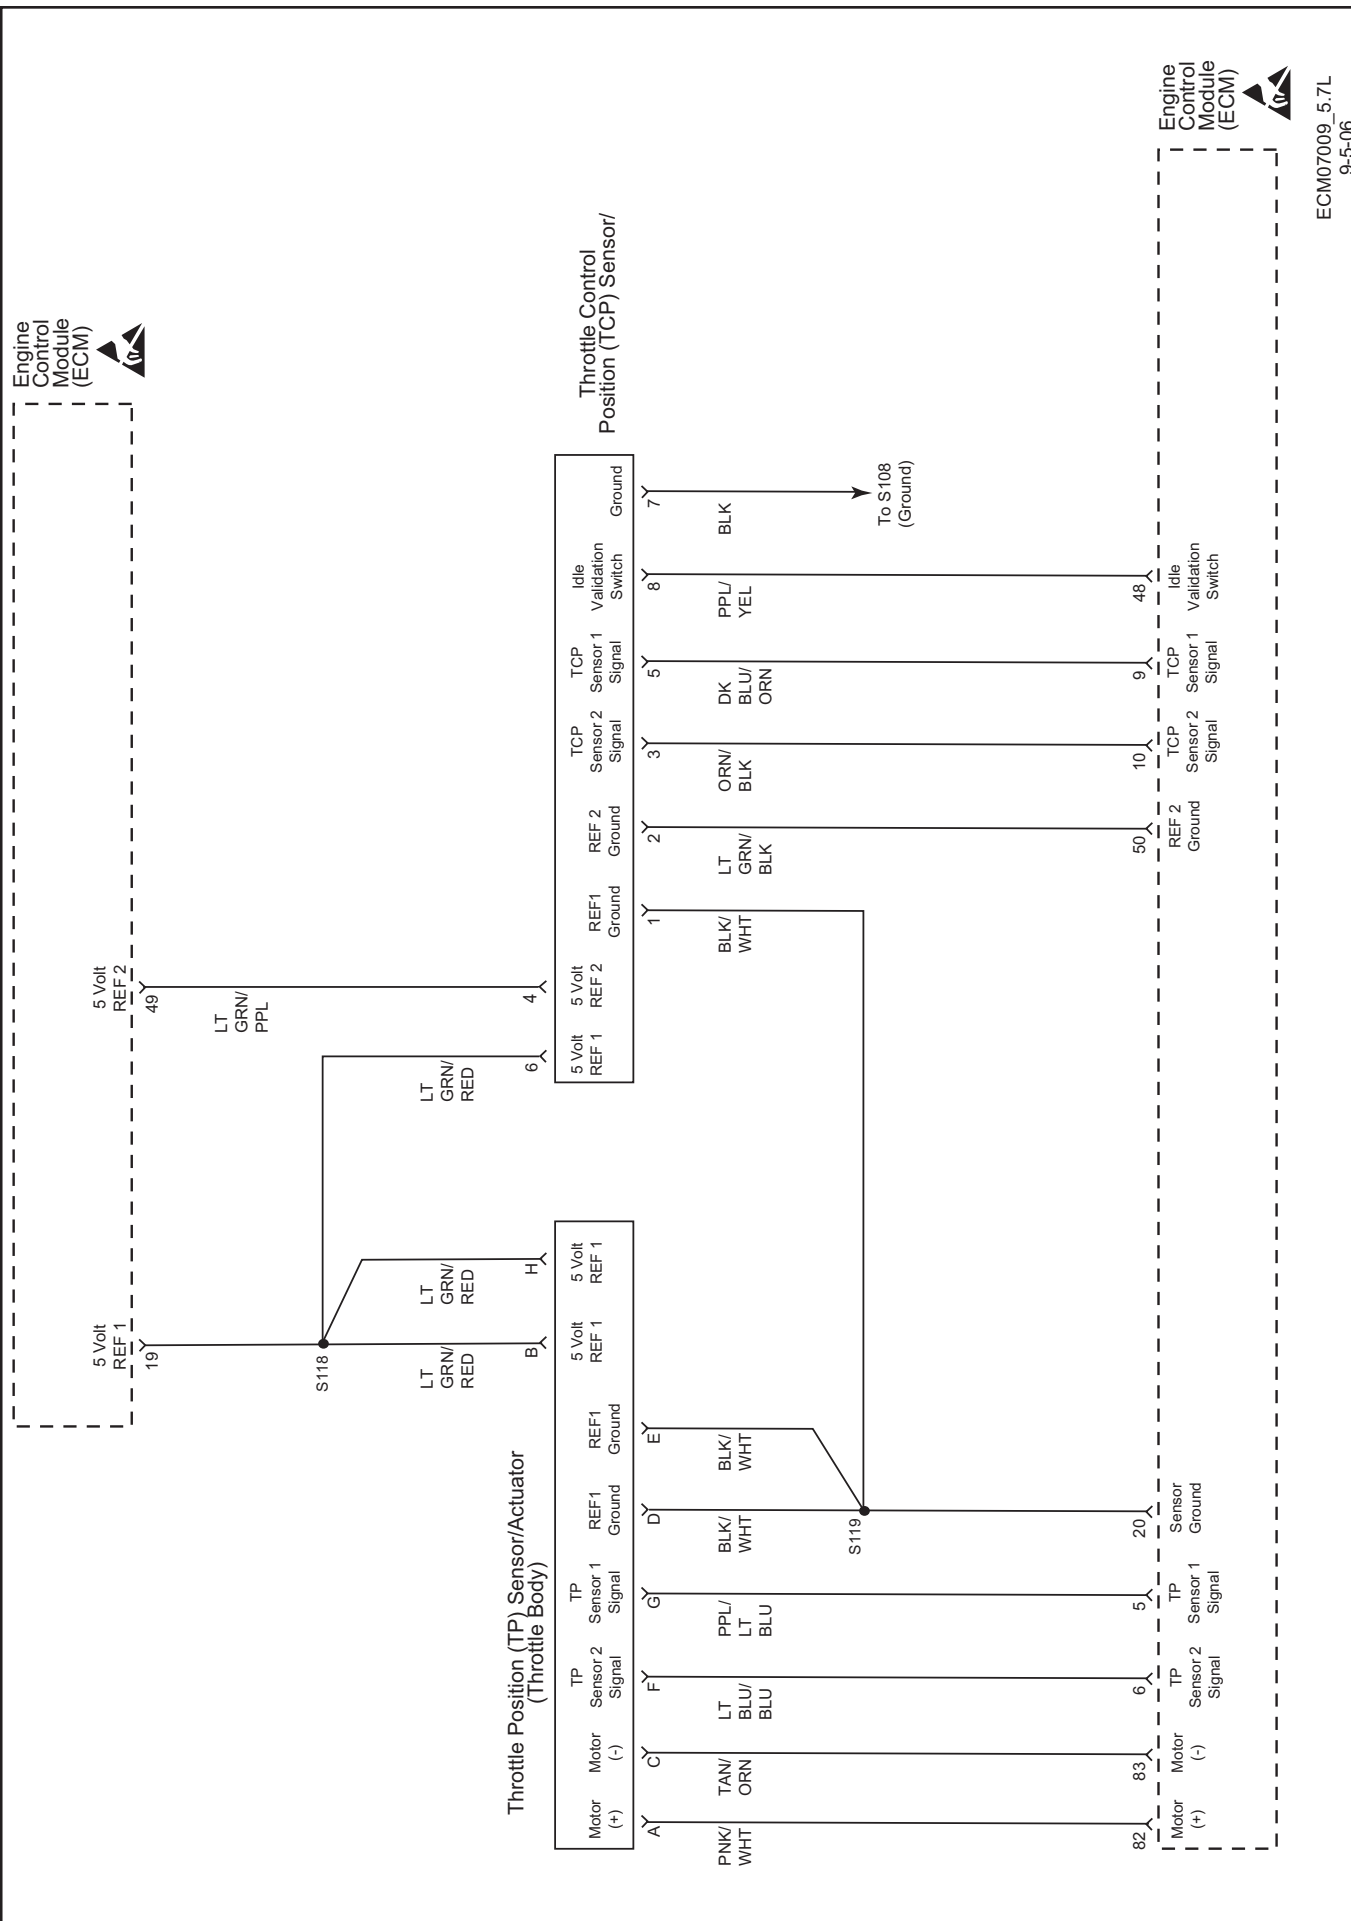 Engine
Control
Module
(ECM)
5 Volt
REF 1
19
5 Volt
REF 2
49
S118
LT
GRN/
PPL
LT
GRN/
RED
LT
GRN/
RED
LT
GRN/
RED
B
H
6
4
Throttle Position (TP) Sensor/Actuator
(Throttle Body)
Motor
(+)
Motor
(-)
TP
Sensor 2
Signal
TP
Sensor 1
Signal
REF1
Ground
REF1
Ground
5 Volt
REF 1
5 Volt
REF 1
A
C
F
G
D
E
Throttle Control
Position (TCP) Sensor/
5 Volt
REF 1
5 Volt
REF 2
REF1
Ground
REF 2
Ground
TCP
Sensor 2
Signal
TCP
Sensor 1
Signal
Idle
Validation
Switch
Ground
1
2
3
5
8
7
PNK/
WHT
TAN/
ORN
LT
BLU/
BLU
PPL/
LT
BLU
BLK/
WHT
BLK/
WHT
BLK/
WHT
LT
GRN/
BLK
ORN/
BLK
DK
BLU/
ORN
PPL/
YEL
BLK
S119
To S108
(Ground)
82
83
6
5
20
50
10
9
48
Motor
(+)
Motor
(-)
TP
Sensor 2
Signal
TP
Sensor 1
Signal
Sensor
Ground
REF 2
Ground
TCP
Sensor 2
Signal
TCP
Sensor 1
Signal
Idle
Validation
Switch
Engine
Control
Module
(ECM)
ECM07009_5.7L
9-5-06